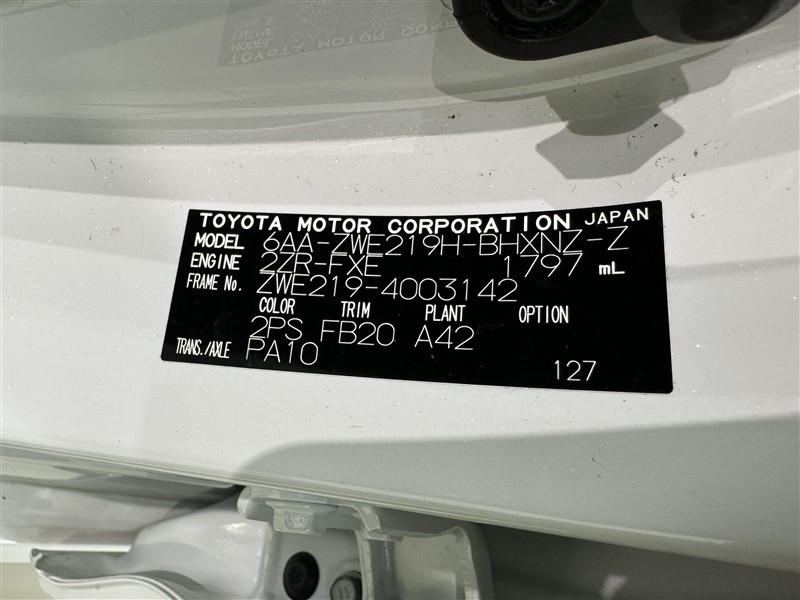 TOYOTA MOTOR CORPORATION JAPAN
MODEL 6AA-ZWE219H-BHXNZ-Z
ENGINE 2ZR-FXE 1797 mL
FRAME No. ZWE219-4003142
COLOR TRIM PLANT OPTION
2PS FB20 A42
TRANS./AXLE PA10
127